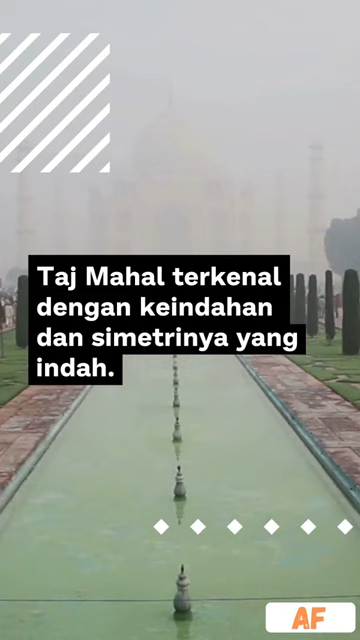 Taj Mahal terkenal
dengan keindahan
dan simetrinya yang
indah.
AF